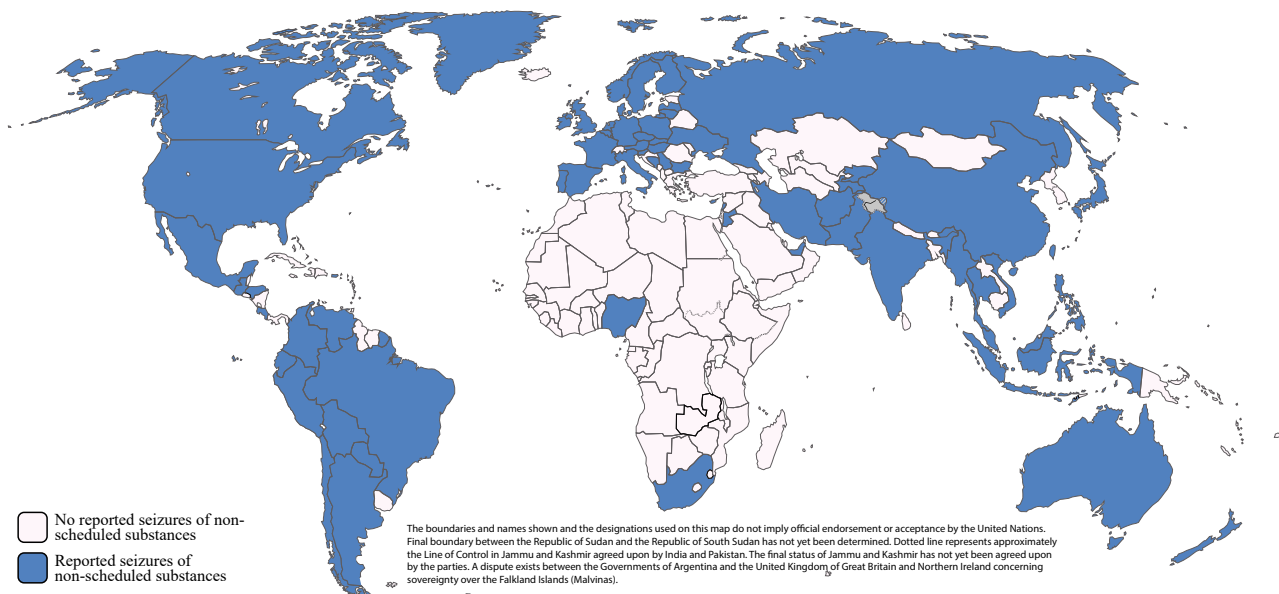 No reported seizures of non-
scheduled substances
Reported seizures of
non-scheduled substances
The boundaries and names shown and the designations used on this map do not imply official endorsement or acceptance by the United Nations.
Final boundary between the Republic of Sudan and the Republic of South Sudan has not yet been determined. Dotted line represents approximately
the Line of Control in Jammu and Kashmir agreed upon by India and Pakistan. The final status of Jammu and Kashmir has not yet been agreed upon
by the parties. A dispute exists between the Governments of Argentina and the United Kingdom of Great Britain and Northern Ireland concerning
sovereignty over the Falkland Islands (Malvinas).